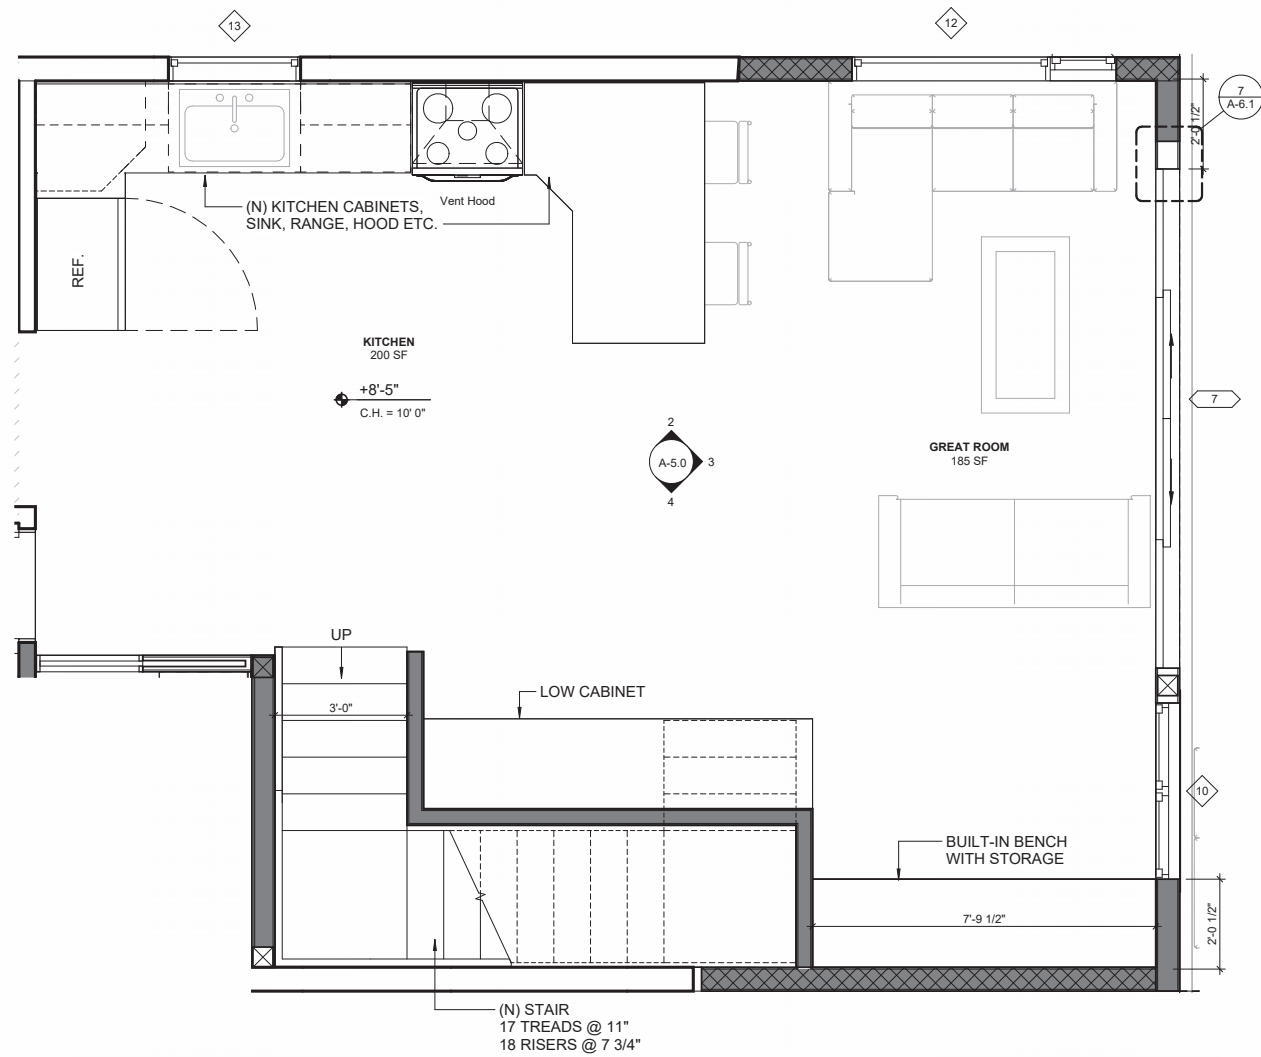 13
12
7
A-6.1
2'-0 1/2"
(N) KITCHEN CABINETS,
SINK, RANGE, HOOD ETC.
Vent Hood
REF.
KITCHEN
200 SF
+8'-5"
C.H. = 10' 0"
7
2
A-5.0
3
4
GREAT ROOM
185 SF
UP
3'-0"
LOW CABINET
10
BUILT-IN BENCH
WITH STORAGE
7'-9 1/2"
2'-0 1/2"
(N) STAIR
17 TREADS @ 11"
18 RISERS @ 7 3/4"